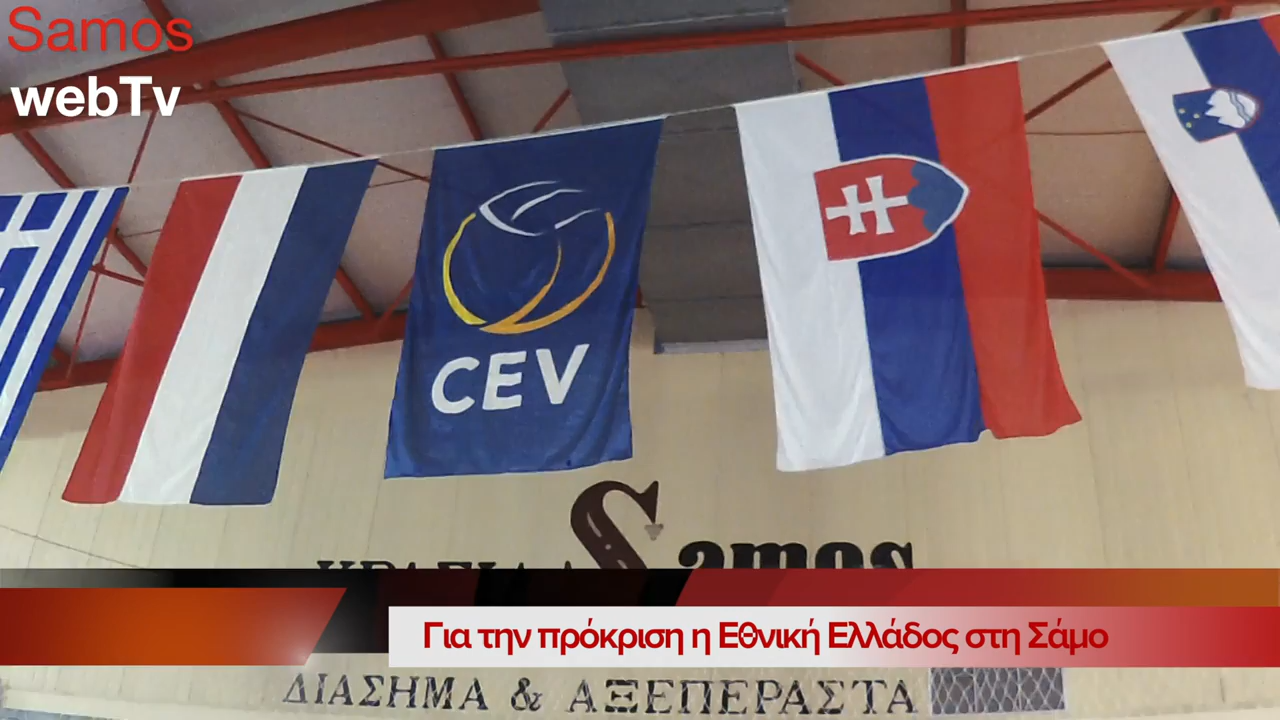 Samos
webTv
CEV
Samos
Για την πρόκριση η Εθνική Ελλάδος στη Σάμο
ΔΙΑΣΗΜΑ & ΑΞΕΠΕΡΑΣΤΑ